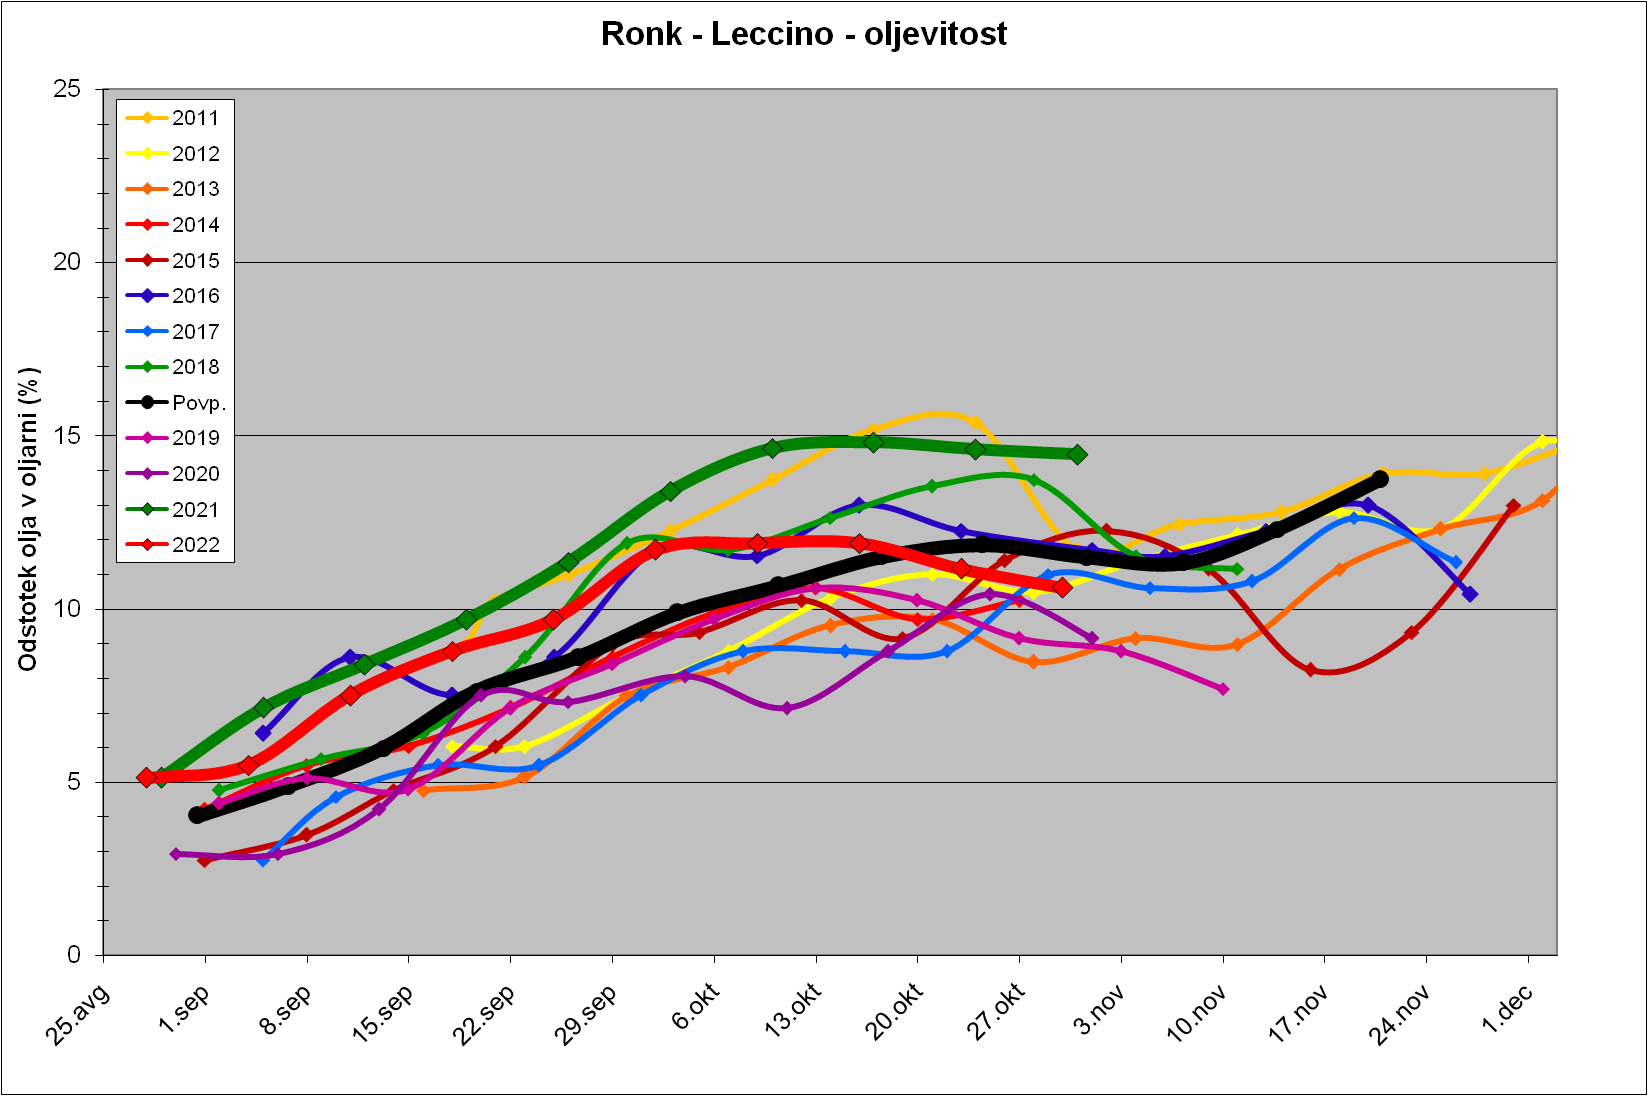 Ronk - Leccino - oljevitost
Odstotek olja v oljarni (%)
25
20
15
10
5
0
2011
2012
2013
2014
2015
2016
2017
2018
Povp.
2019
2020
2021
2022
25.avg
1.sep
8.sep
15.sep
22.sep
29.sep
6.okt
13.okt
20.okt
27.okt
3.nov
10.nov
17.nov
24.nov
1.dec